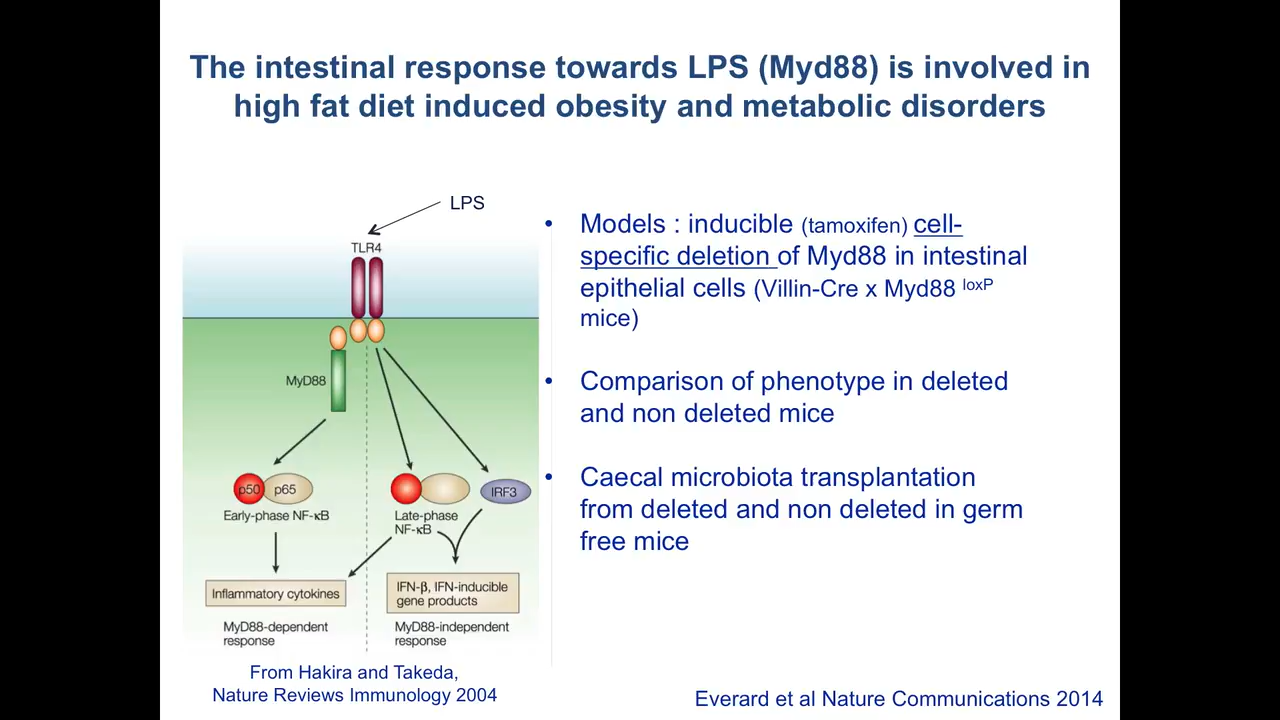 The intestinal response towards LPS (Myd88) is involved in
high fat diet induced obesity and metabolic disorders
LPS
TLR4
MyD88
p50 p65
Early-phase NF-κB
Late-phase
NF-κB
IRF3
Inflammatory cytokines
IFN-β, IFN-inducible
gene products
MyD88-dependent
response
MyD88-independent
response
From Hakira and Takeda,
Nature Reviews Immunology 2004
• Models : inducible (tamoxifen) cell-
specific deletion of Myd88 in intestinal
epithelial cells (Villin-Cre x Myd88 loxP
mice)
• Comparison of phenotype in deleted
and non deleted mice
• Caecal microbiota transplantation
from deleted and non deleted in germ
free mice
Everard et al Nature Communications 2014